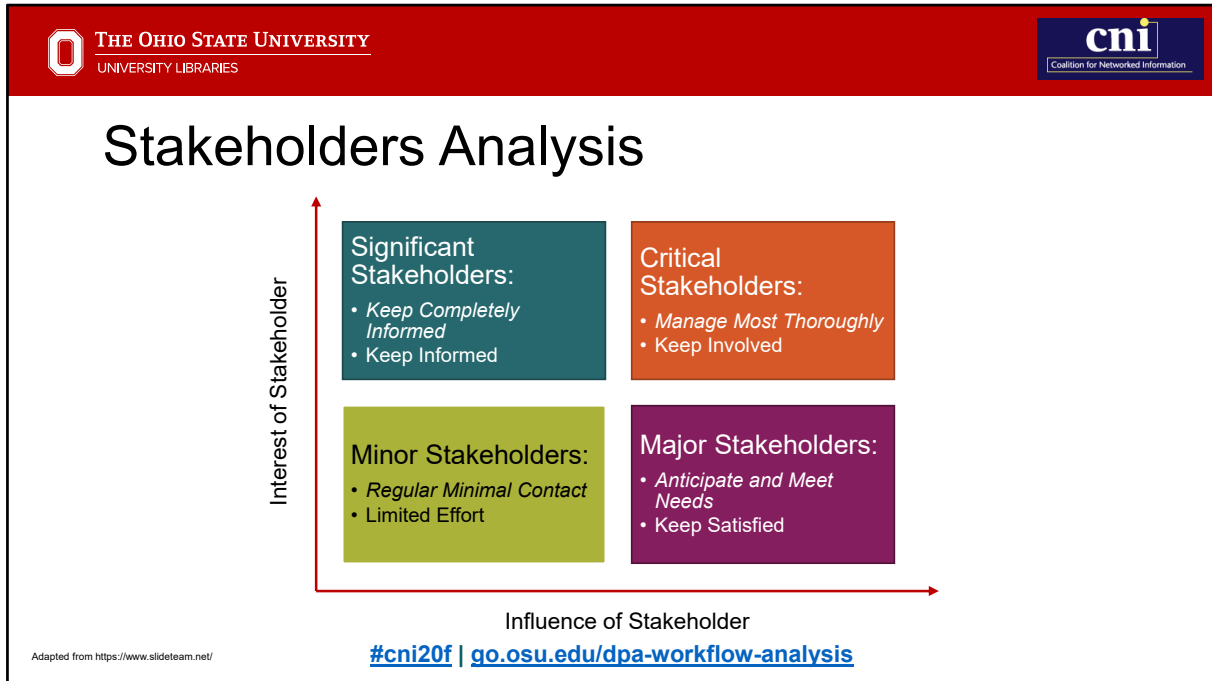 THE OHIO STATE UNIVERSITY
UNIVERSITY LIBRARIES
cni
Coalition for Networked Information
Stakeholders Analysis
Interest of Stakeholder
Significant
Stakeholders:
• Keep Completely
Informed
• Keep Informed
Critical
Stakeholders:
• Manage Most Thoroughly
• Keep Involved
Minor Stakeholders:
• Regular Minimal Contact
• Limited Effort
Major Stakeholders:
• Anticipate and Meet
Needs
• Keep Satisfied
Influence of Stakeholder
Adapted from https://www.slideteam.net/
#cni20f | go.osu.edu/dpa-workflow-analysis